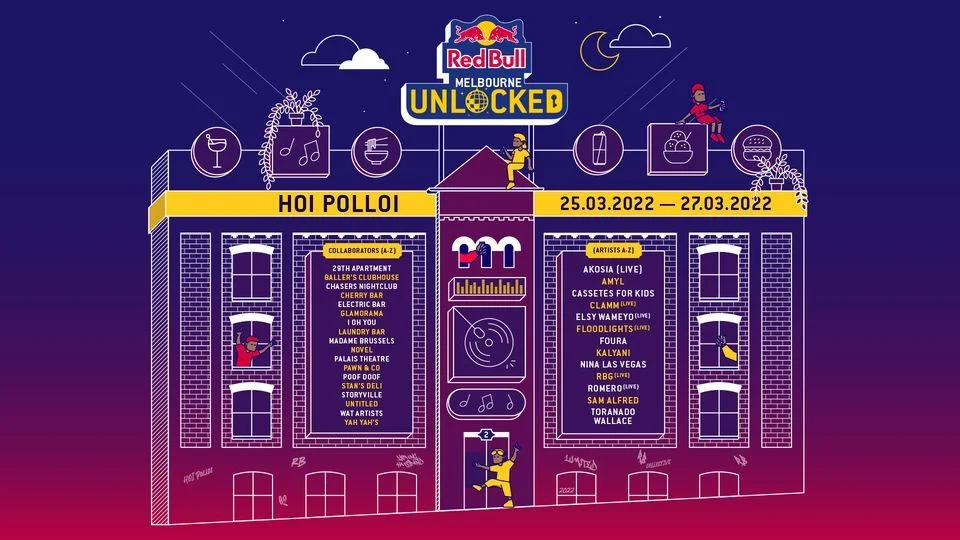 Red Bull
MELBOURNE
UNLOCKED
HOI POLLOI
25.03.2022 — 27.03.2022
COLLABORATORS (A-Z)
29TH APARTMENT
BALLER'S CLUBHOUSE
CHASERS NIGHTCLUB
CHERRY BAR
ELECTRIC BAR
GLAMORAMA
I OH YOU
LAUNDRY BAR
MADAME BRUSSELS
NOVEL
PALAIS THEATRE
PAWN & CO
POOF DOOF
STAN'S DELI
STORYVILLE
UNTITLED
WAT ARTISTS
YAH YAH'S
(ARTISTS A-Z)
AKOSIA (LIVE)
AMYL
CASSETES FOR KIDS
CLAMM (LIVE)
ELSY WAMEYO (LIVE)
FLOODLIGHTS (LIVE)
FOURA
KALYANI
NINA LAS VEGAS
RBG (LIVE)
ROMERO (LIVE)
SAM ALFRED
TORANADO
WALLACE
2
HOI POLLOI
RB
COLLECTIVE
2022